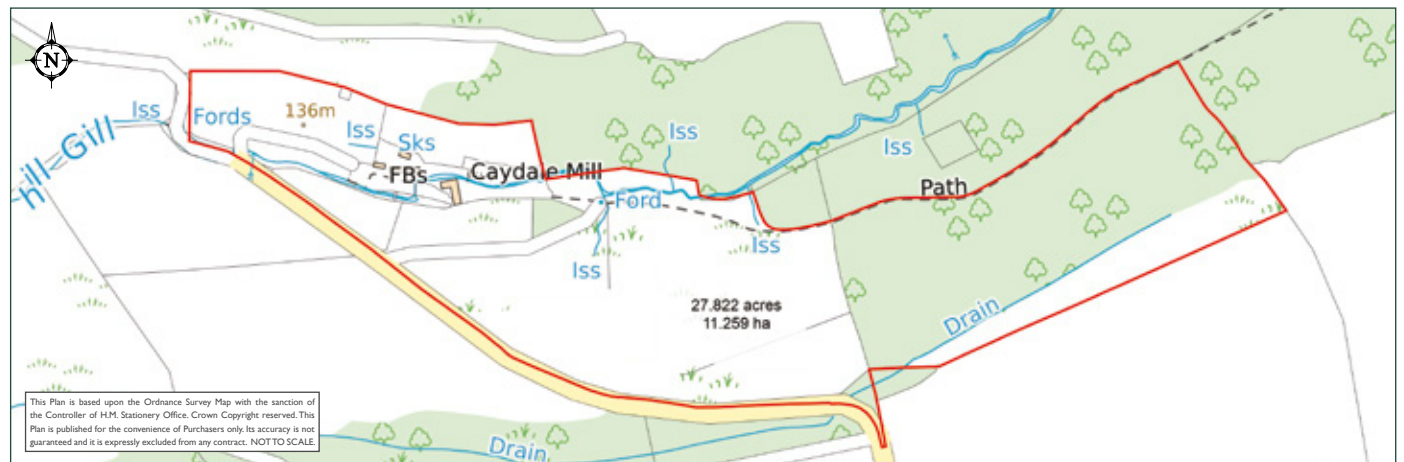 N
Iss
Fords
136m
Iss
Sks
FBs
Caydale Mill
Iss
Iss
ill Gill
Ford
Path
Iss
Iss
27.822 acres
11.259 ha
Drain
This Plan is based upon the Ordnance Survey Map with the sanction of
the Controller of H.M. Stationery Office. Crown Copyright reserved. This
Plan is published for the convenience of Purchasers only. Its accuracy is not
guaranteed and it is expressly excluded from any contract. NOT TO SCALE.
Drain